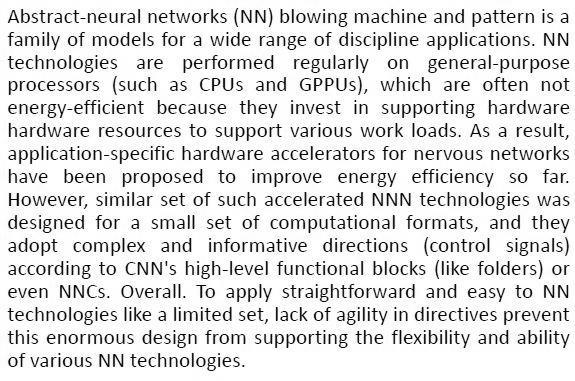 Abstract-neural networks (NN) blowing machine and pattern is a
family of models for a wide range of discipline applications. NN
technologies are performed regularly on general-purpose
processors (such as CPUs and GPPUs), which are often not
energy-efficient because they invest in supporting hardware
hardware resources to support various work loads. As a result,
application-specific hardware accelerators for nervous networks
have been proposed to improve energy efficiency so far.
However, similar set of such accelerated NNN technologies was
designed for a small set of computational formats, and they
adopt complex and informative directions (control signals)
according to CNN's high-level functional blocks (like folders) or
even NNCs. Overall. To apply straightforward and easy to NN
technologies like a limited set, lack of agility in directives prevent
this enormous design from supporting the flexibility and ability
of various NN technologies.